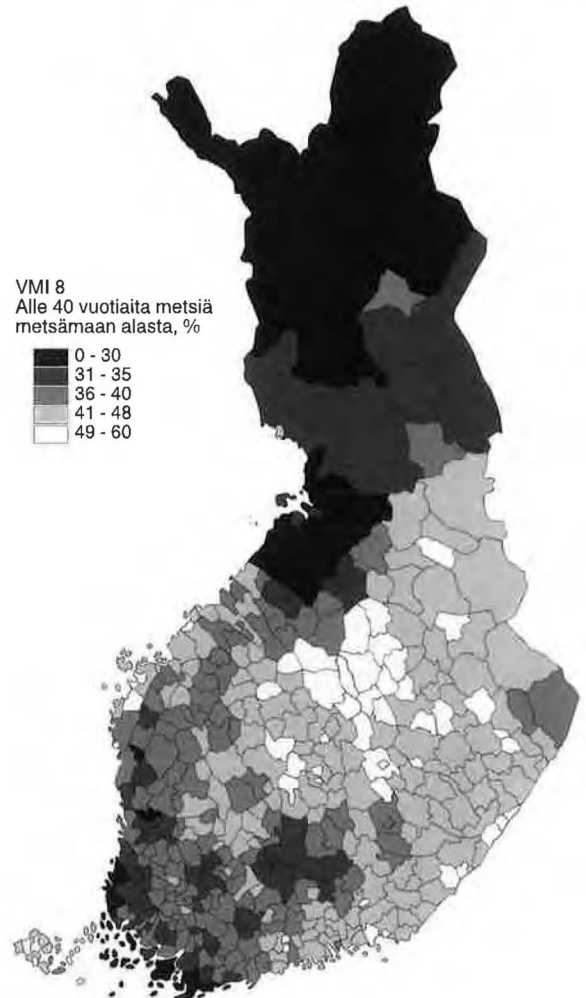 VMI 8
Alle 40 vuotiaita metsiä
metsämaan alasta, %
0 - 30
31 - 35
36 - 40
41 - 48
49 - 60